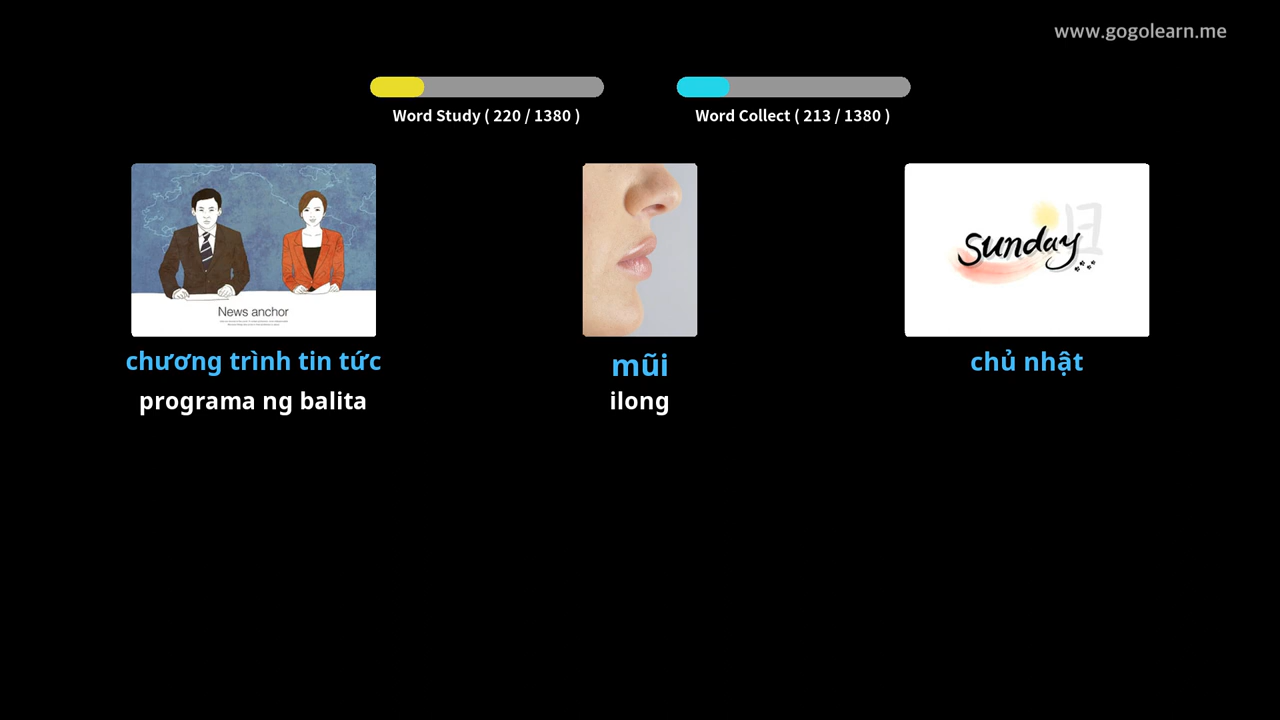 www.gogolearn.me
Word Study ( 220 / 1380 )
Word Collect ( 213 / 1380 )
News anchor
Sunday
日
chương trình tin tức
mũi
chủ nhật
programa ng balita
ilong